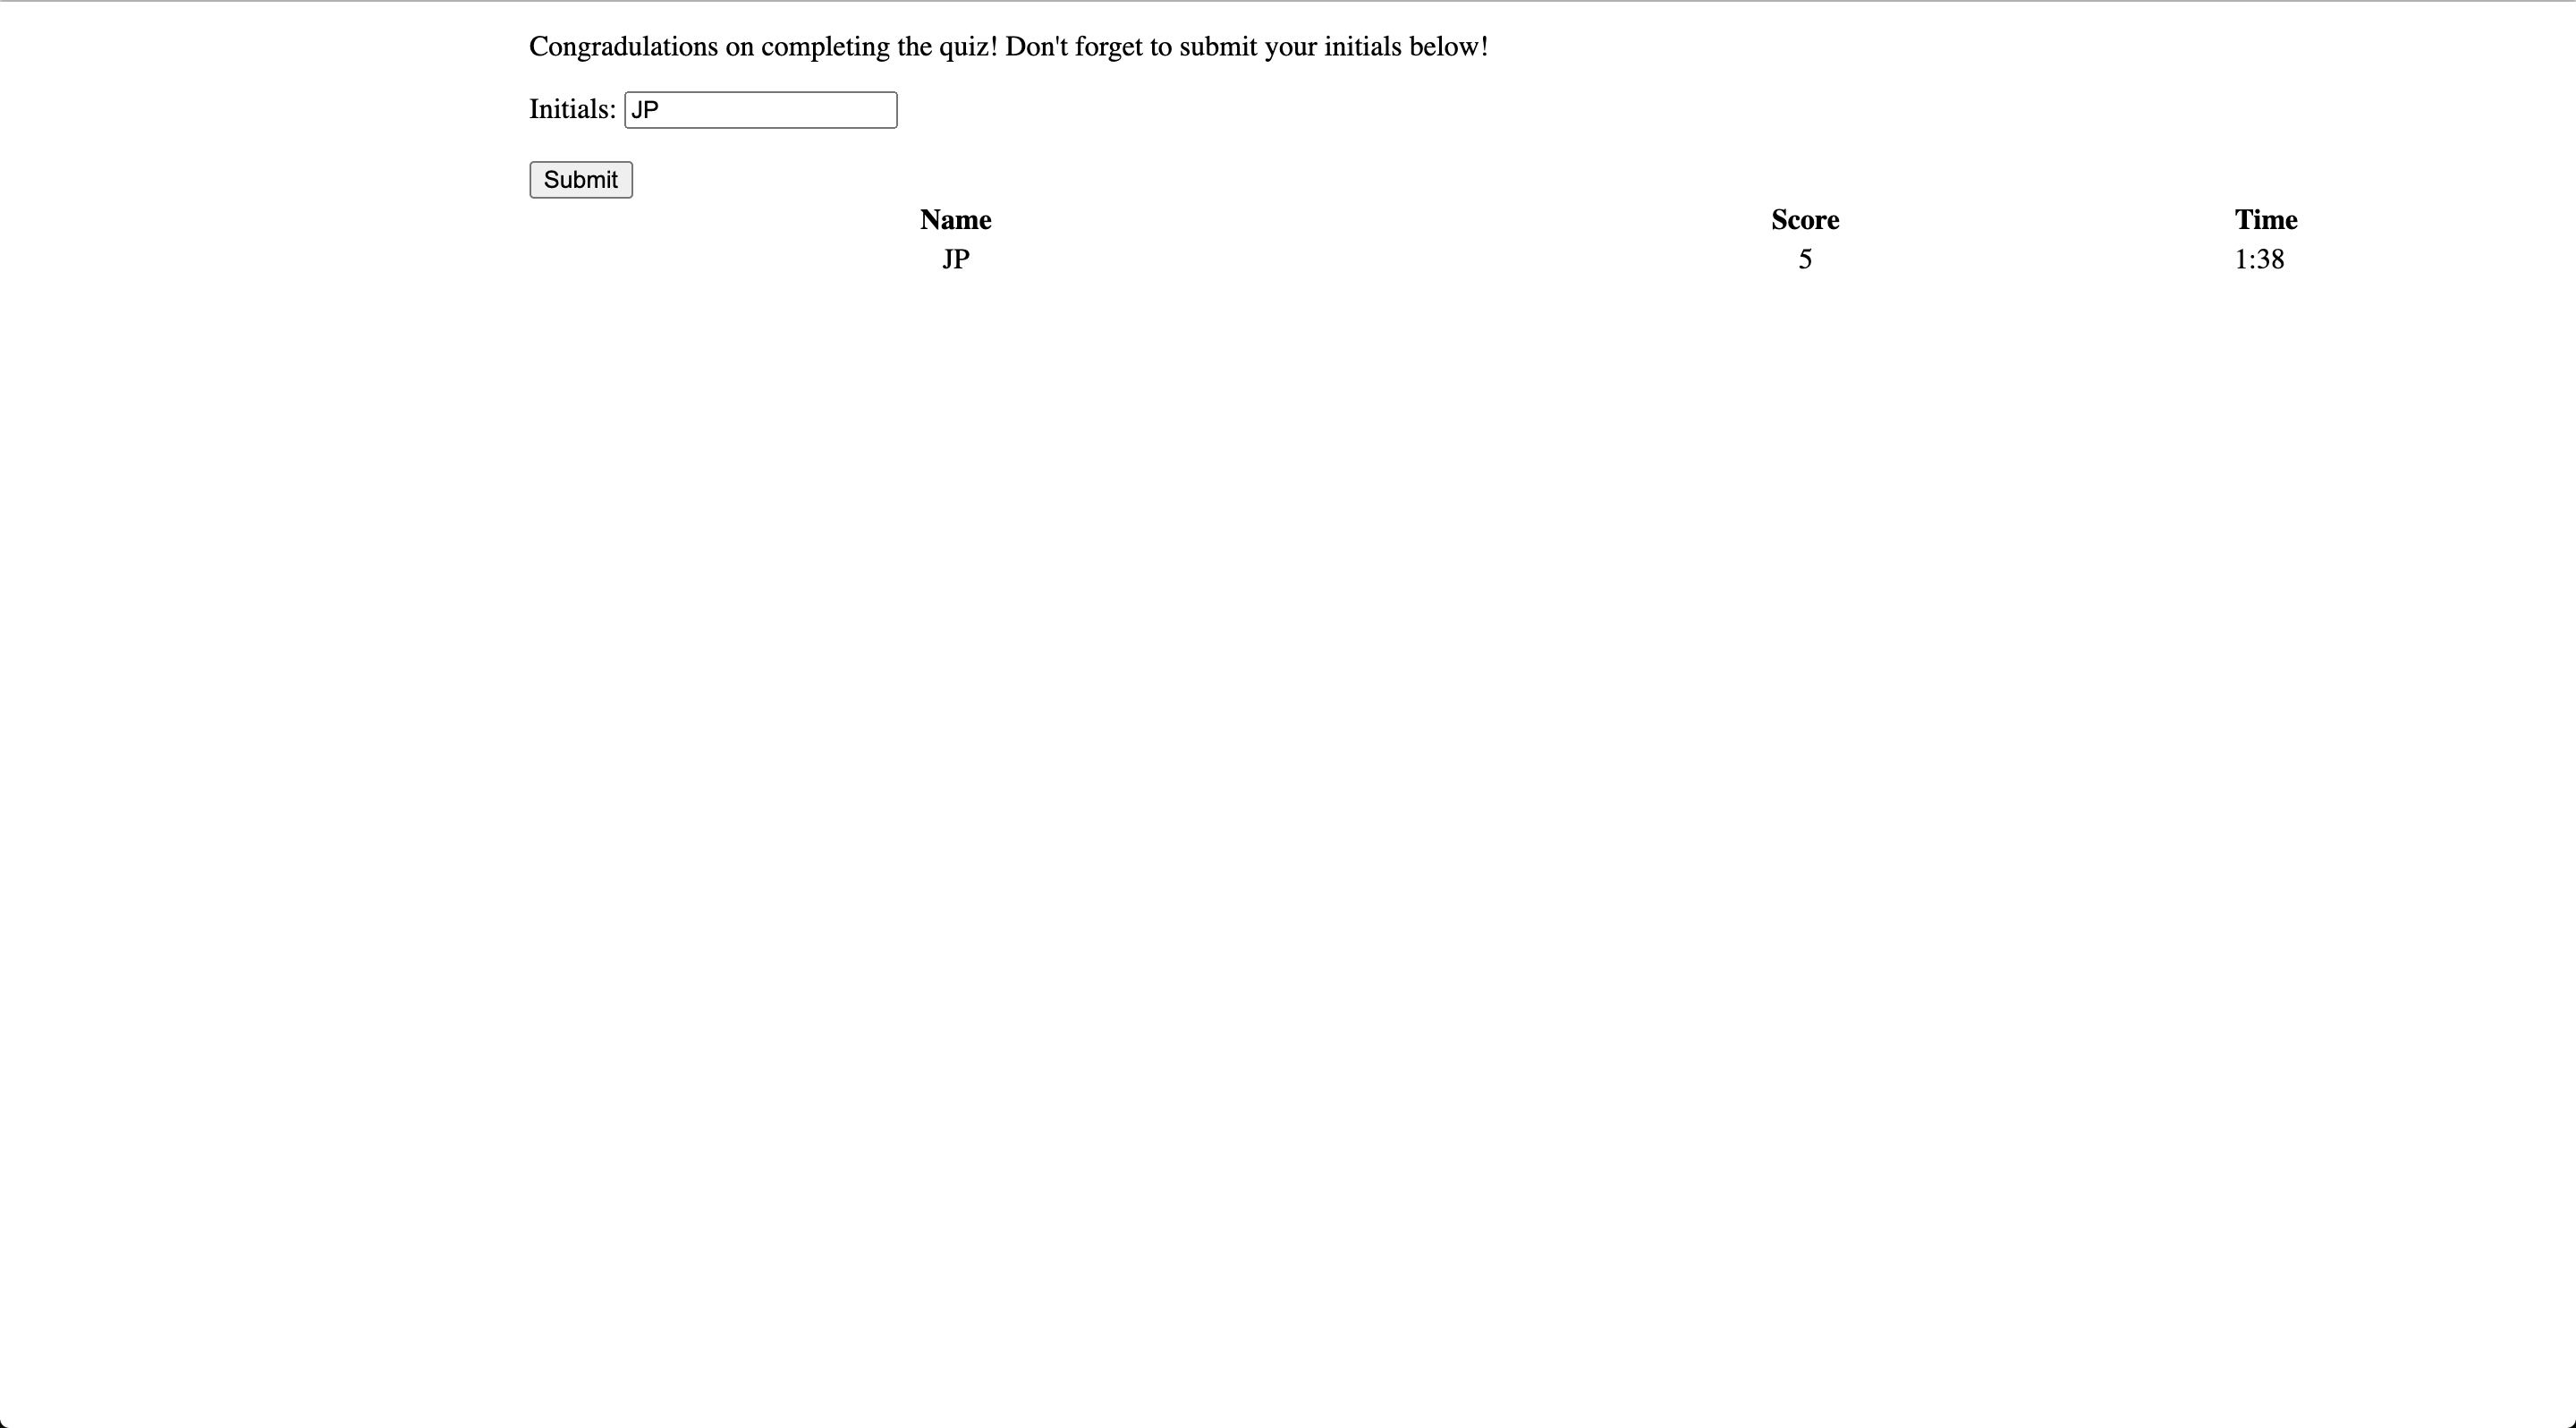 Congradulations on completing the quiz! Don't forget to submit your initials below!
Initials: JP
Submit
Name Score Time
JP 5 1:38